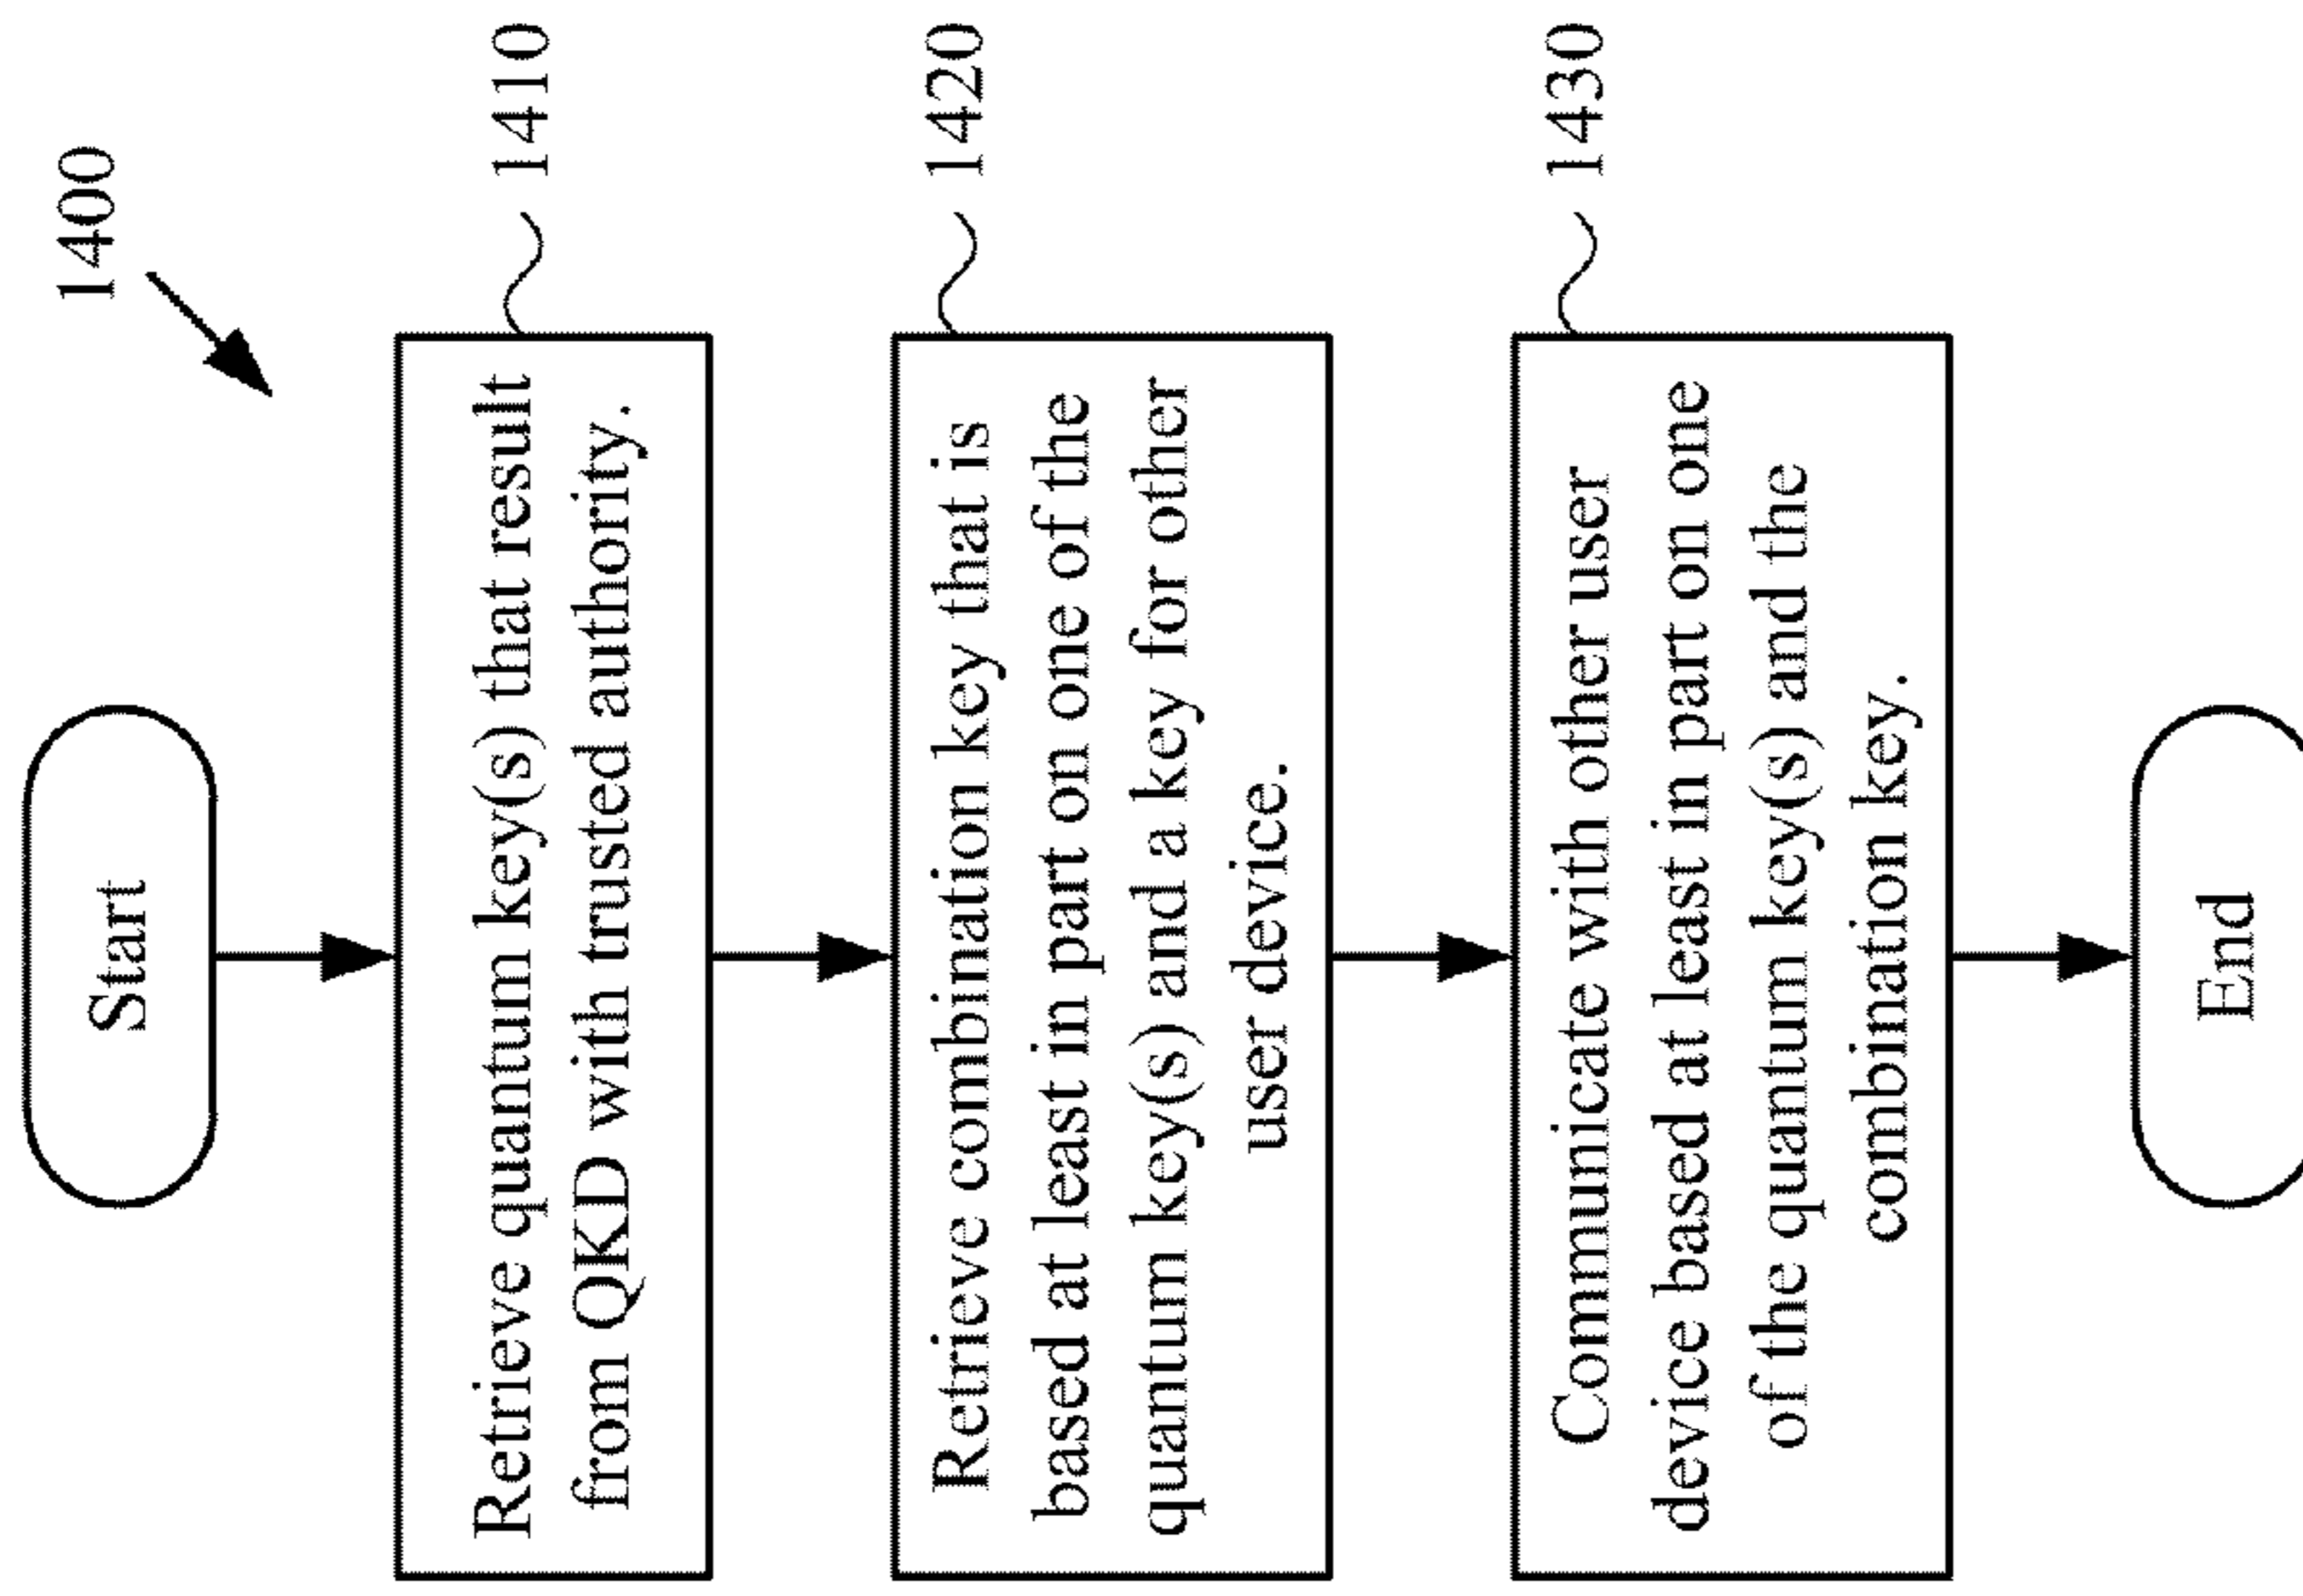 1400
Start
Retrieve quantum key(s) that result
from QKD with trusted authority.
1410
Retrieve combination key that is
based at least in part on one of the
quantum key(s) and a key for other
user device.
1420
Communicate with other user
device based at least in part on one
of the quantum key(s) and the
combination key.
1430
End